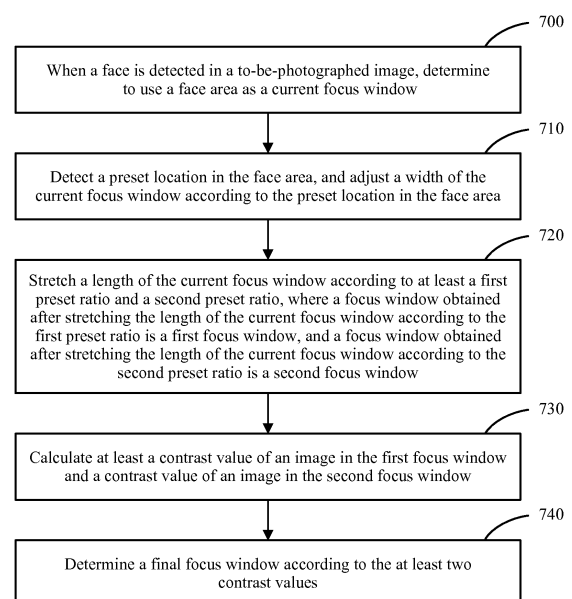 700
When a face is detected in a to-be-photographed image, determine
to use a face area as a current focus window
710
Detect a preset location in the face area, and adjust a width of the
current focus window according to the preset location in the face area
720
Stretch a length of the current focus window according to at least a first
preset ratio and a second preset ratio, where a focus window obtained
after stretching the length of the current focus window according to the
first preset ratio is a first focus window, and a focus window obtained
after stretching the length of the current focus window according to the
second preset ratio is a second focus window
730
Calculate at least a contrast value of an image in the first focus window
and a contrast value of an image in the second focus window
740
Determine a final focus window according to the at least two
contrast values